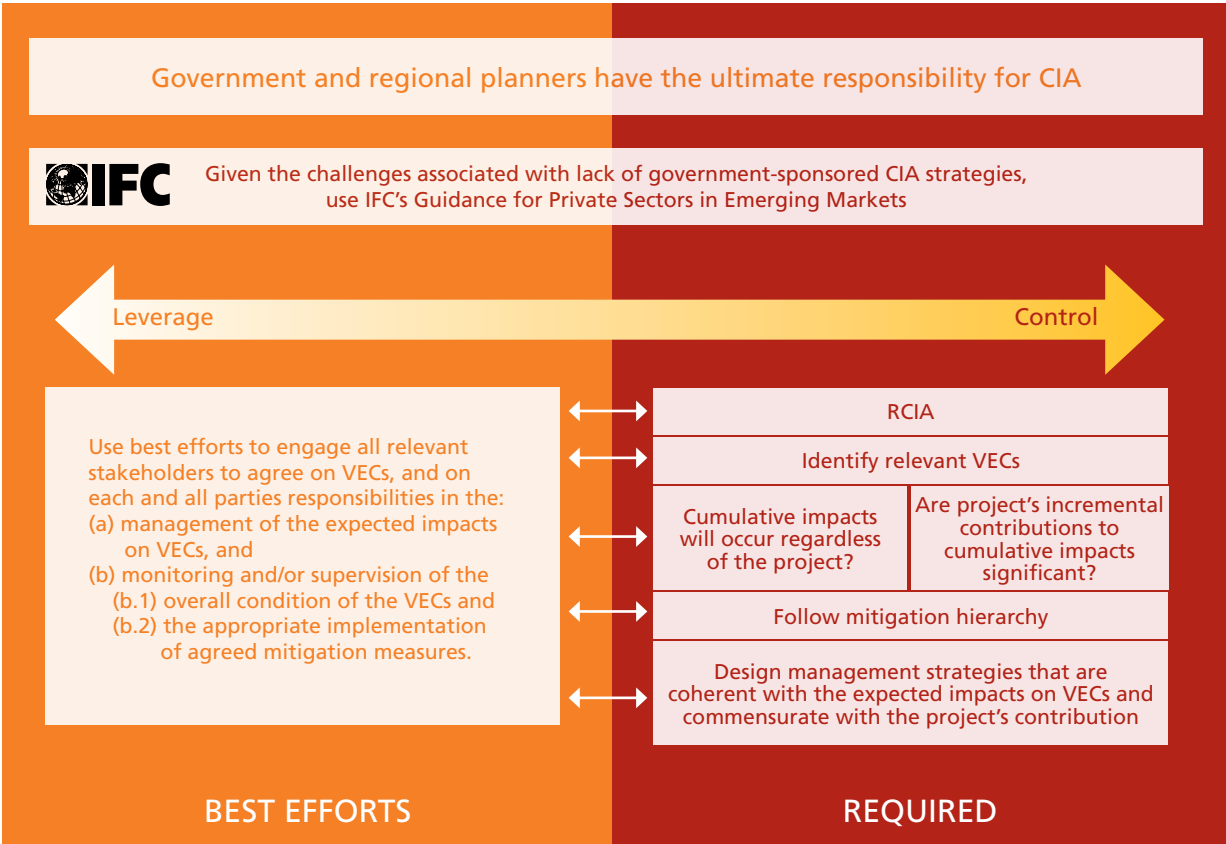 Government and regional planners have the ultimate responsibility for CIA
IFC
Given the challenges associated with lack of government-sponsored CIA strategies,
use IFC's Guidance for Private Sectors in Emerging Markets
Leverage
Control
Use best efforts to engage all relevant
stakeholders to agree on VECs, and on
each and all parties responsibilities in the:
(a) management of the expected impacts
on VECs, and
(b) monitoring and/or supervision of the
(b.1) overall condition of the VECs and
(b.2) the appropriate implementation
of agreed mitigation measures.
RCIA
Identify relevant VECs
Cumulative impacts
will occur regardless
of the project?
Are project's incremental
contributions to
cumulative impacts
significant?
Follow mitigation hierarchy
Design management strategies that are
coherent with the expected impacts on VECs and
commensurate with the project's contribution
BEST EFFORTS
REQUIRED